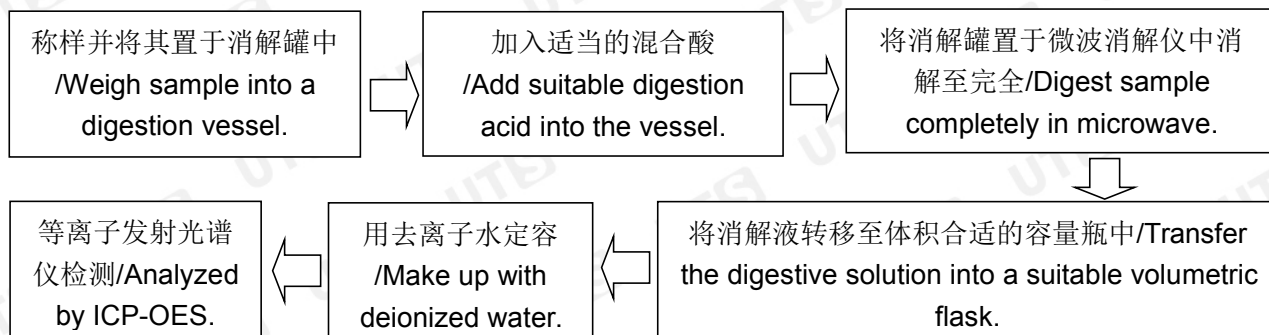 称样并将其置于消解罐中
/Weigh sample into a
digestion vessel.
加入适当的混合酸
/Add suitable digestion
acid into the vessel.
将消解罐置于微波消解仪中消
解至完全/Digest sample
completely in microwave.
将消解液转移至体积合适的容量瓶中/Transfer
the digestive solution into a suitable volumetric
flask.
用去离子水定容
/Make up with
deionized water.
等离子发射光谱
仪检测/Analyzed
by ICP-OES.